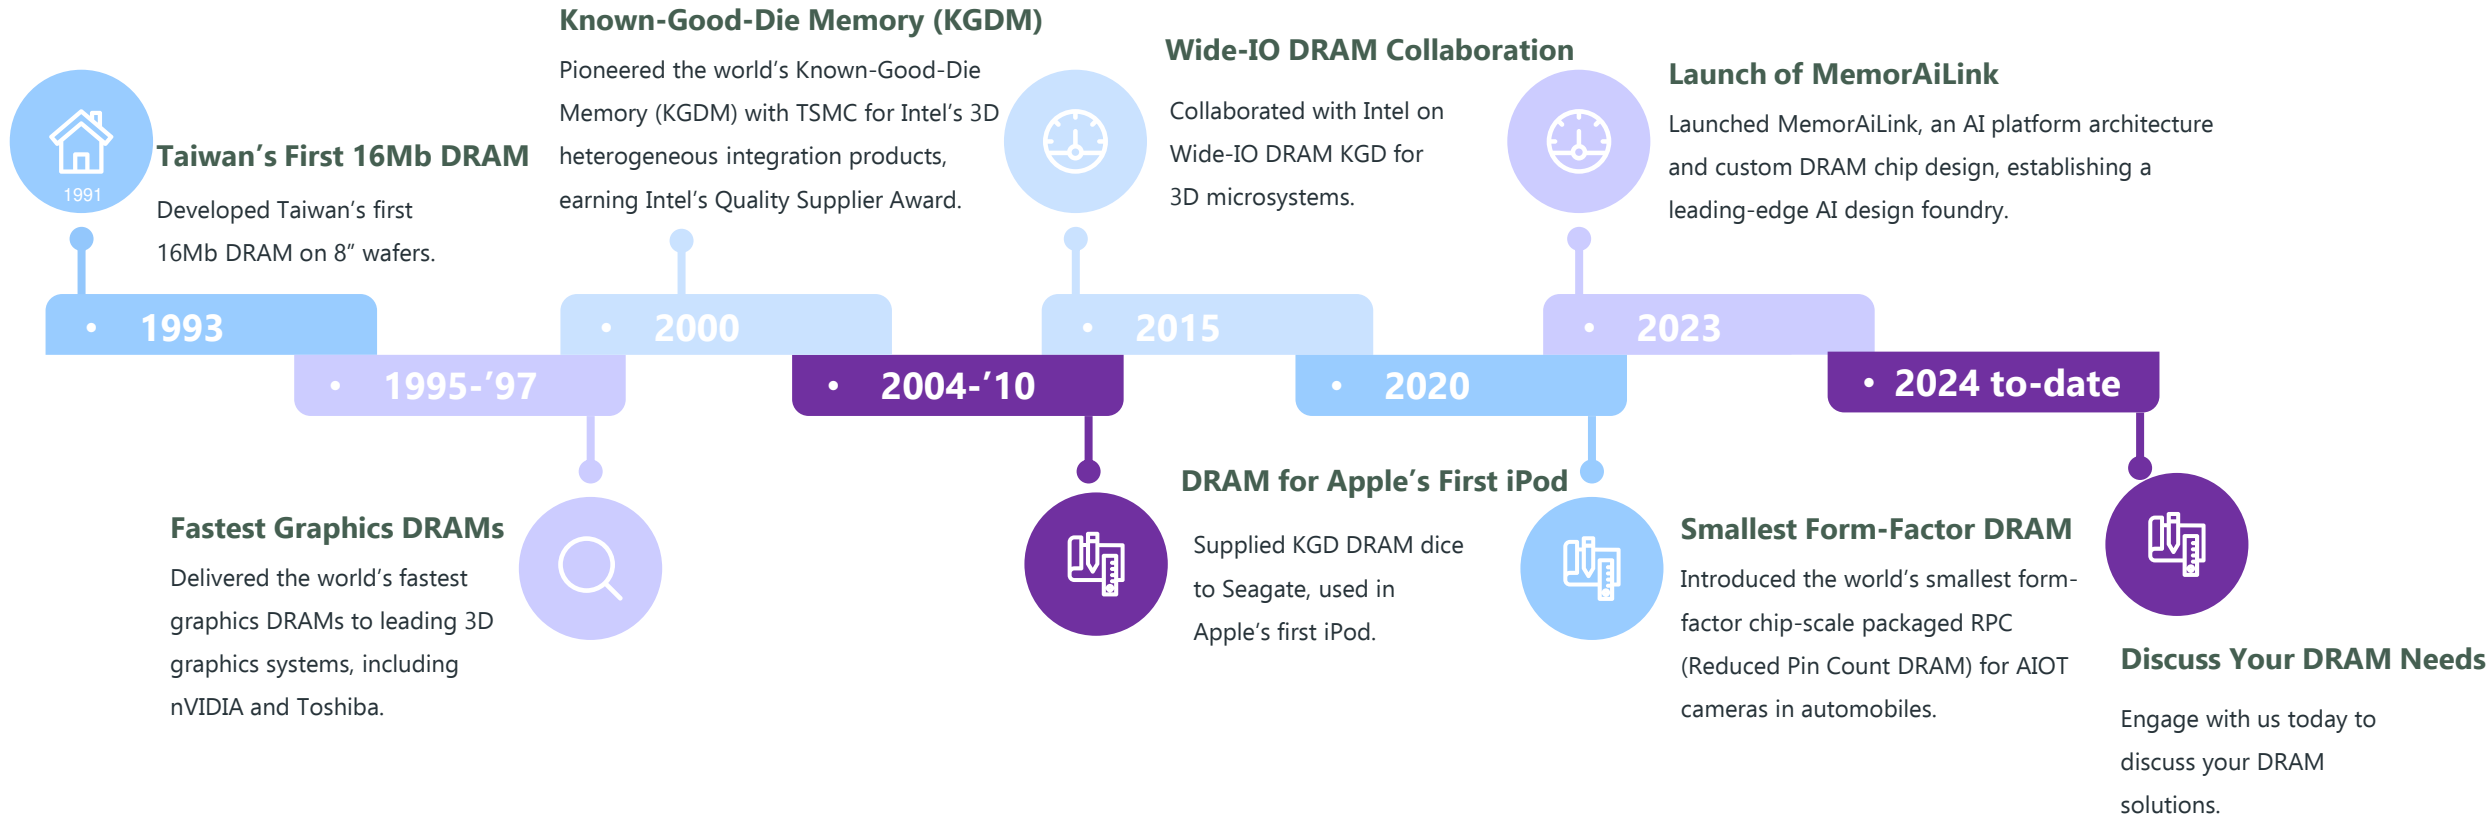 1991
Taiwan’s First 16Mb DRAM
Developed Taiwan’s first
16Mb DRAM on 8” wafers.
• 1993
• 1995-’97
Fastest Graphics DRAMs
Delivered the world’s fastest
graphics DRAMs to leading 3D
graphics systems, including
nVIDIA and Toshiba.
Known-Good-Die Memory (KGDM)
Pioneered the world’s Known-Good-Die
Memory (KGDM) with TSMC for Intel’s 3D
heterogeneous integration products,
earning Intel’s Quality Supplier Award.
• 2000
• 2004-’10
DRAM for Apple’s First iPod
Supplied KGD DRAM dice
to Seagate, used in
Apple’s first iPod.
Wide-IO DRAM Collaboration
Collaborated with Intel on
Wide-IO DRAM KGD for
3D microsystems.
• 2015
• 2020
Smallest Form-Factor DRAM
Introduced the world’s smallest form-
factor chip-scale packaged RPC
(Reduced Pin Count DRAM) for AIOT
cameras in automobiles.
Launch of MemorAiLink
Launched MemorAiLink, an AI platform architecture
and custom DRAM chip design, establishing a
leading-edge AI design foundry.
• 2023
• 2024 to-date
Discuss Your DRAM Needs
Engage with us today to
discuss your DRAM
solutions.